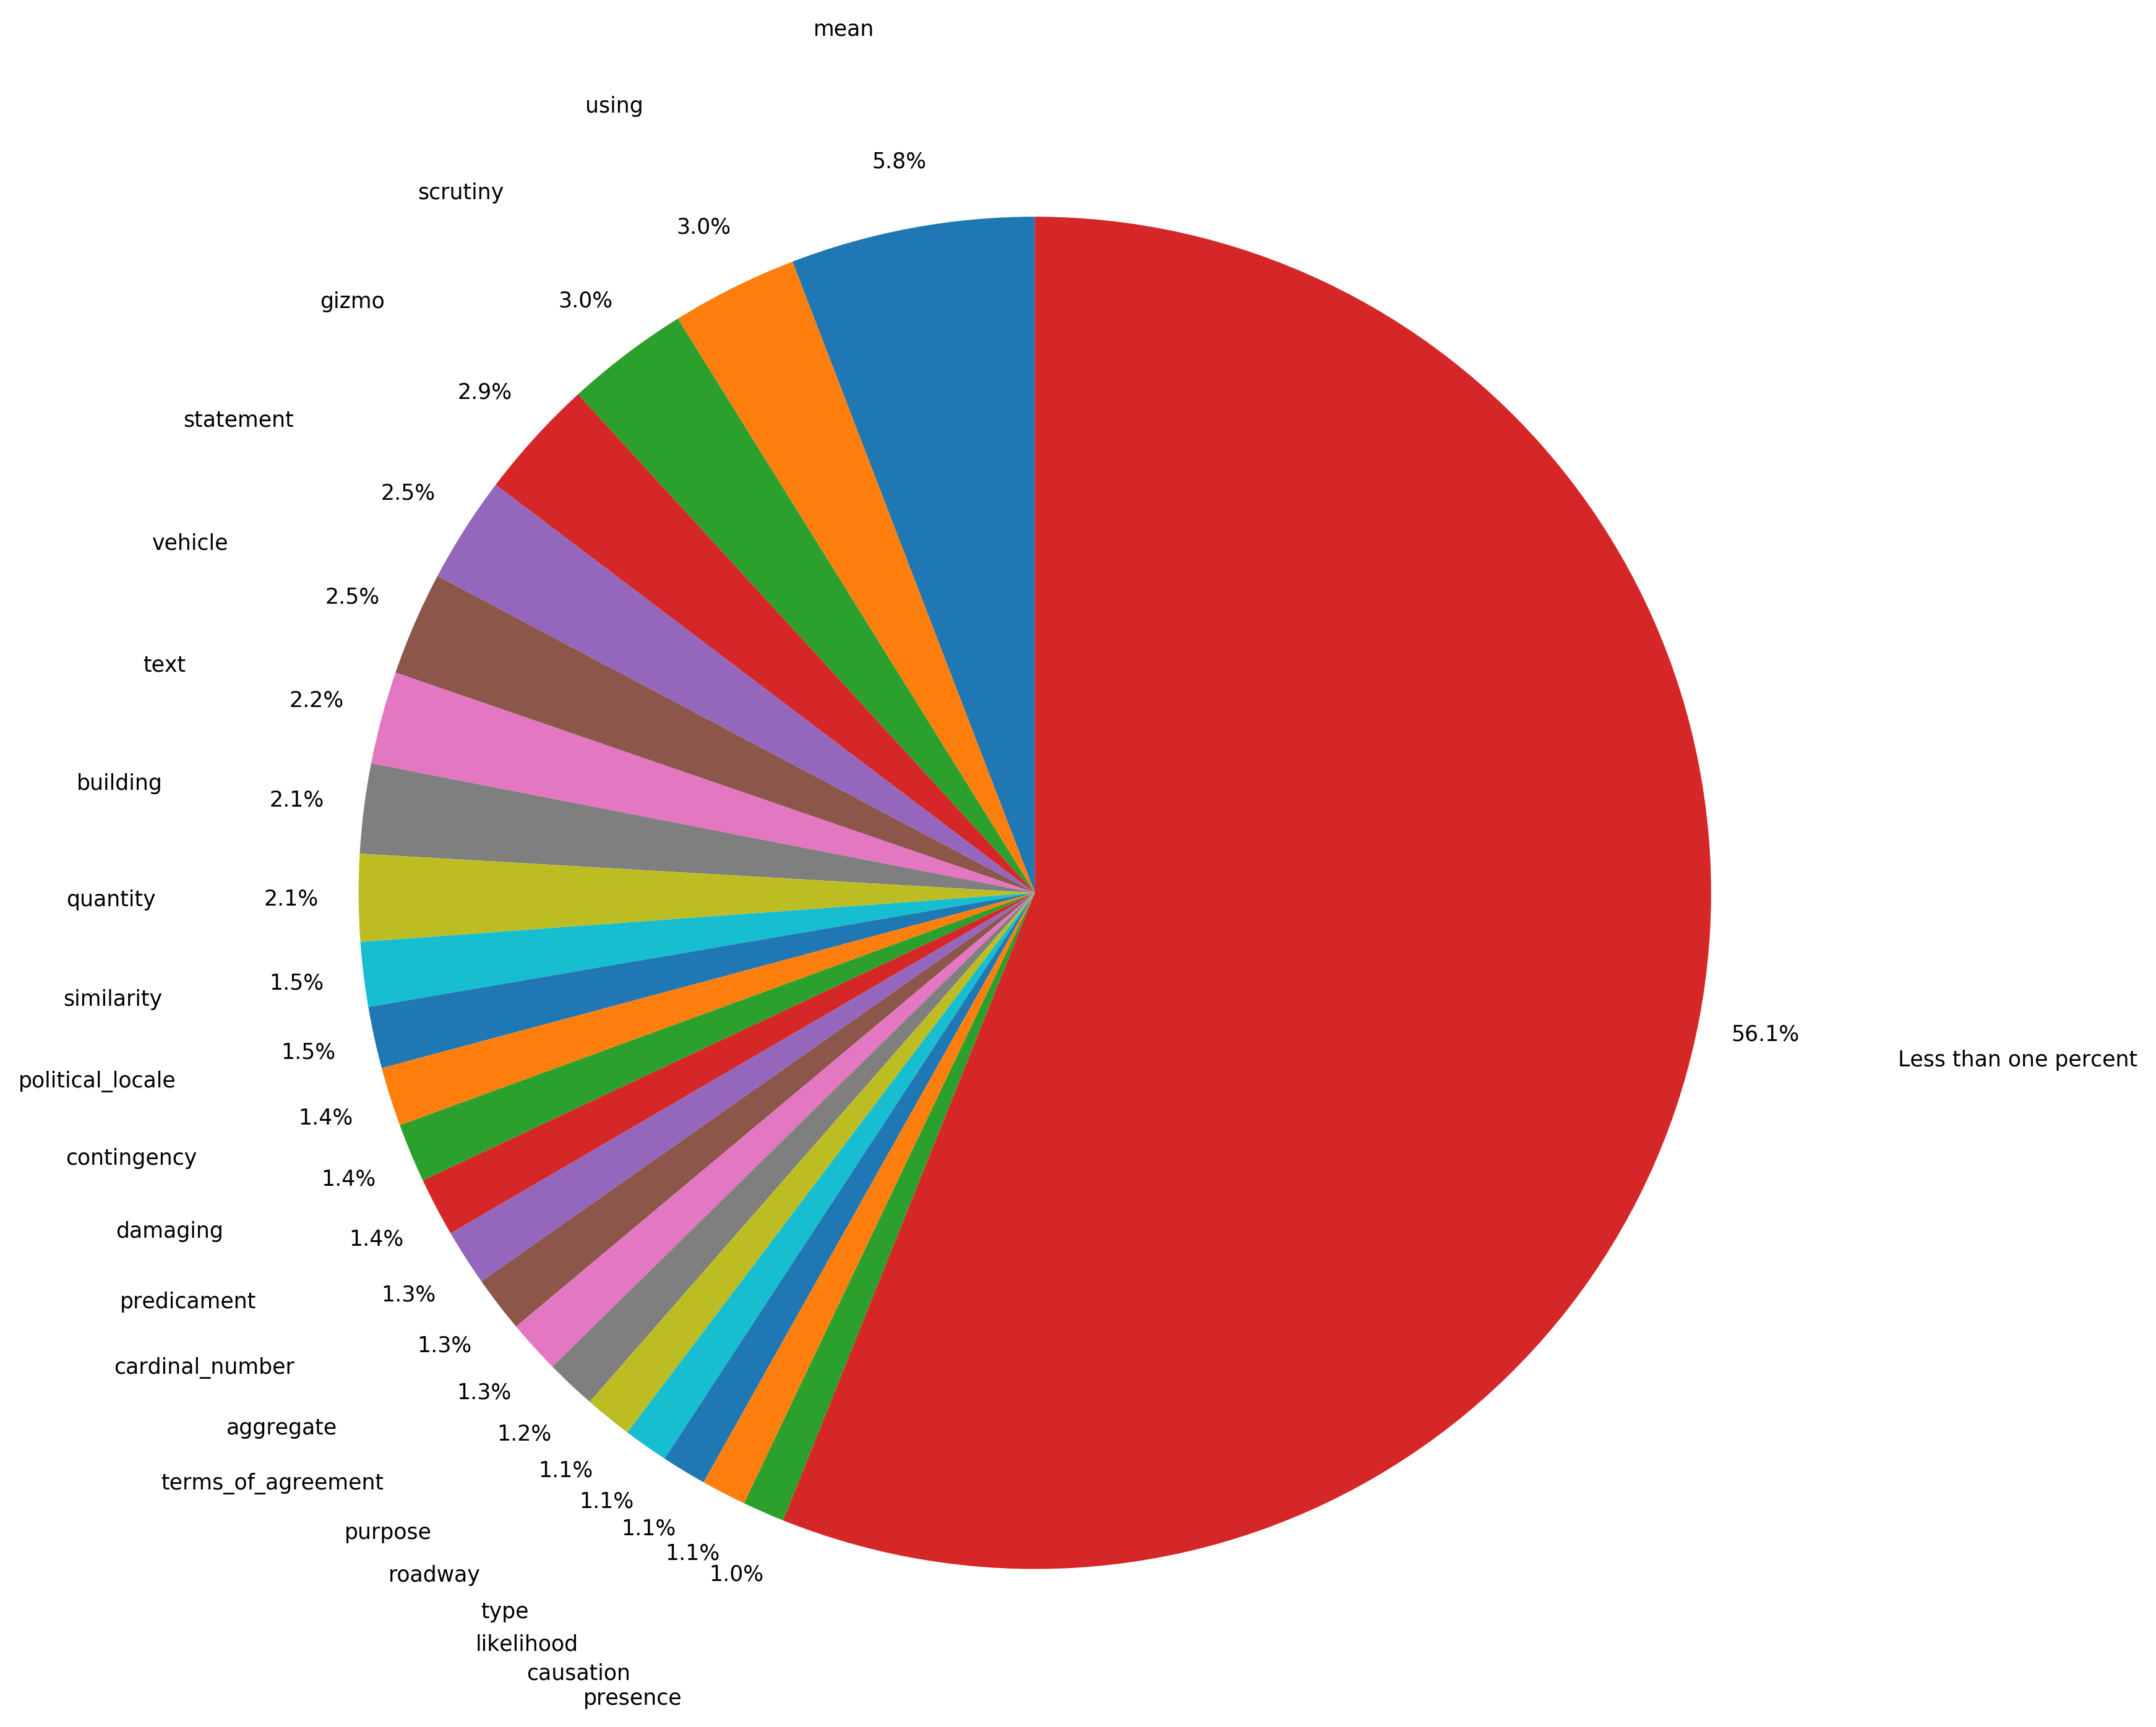 mean
5.8%
using
3.0%
scrutiny
3.0%
gizmo
2.9%
statement
2.5%
vehicle
2.5%
text
2.2%
building
2.1%
quantity
2.1%
similarity
1.5%
political_locale
1.5%
contingency
1.4%
damaging
1.4%
predicament
1.4%
cardinal_number
1.3%
aggregate
1.3%
terms_of_agreement
1.3%
purpose
1.2%
roadway
1.1%
type
1.1%
likelihood
1.1%
causation
1.1%
presence
1.0%
Less than one percent
56.1%